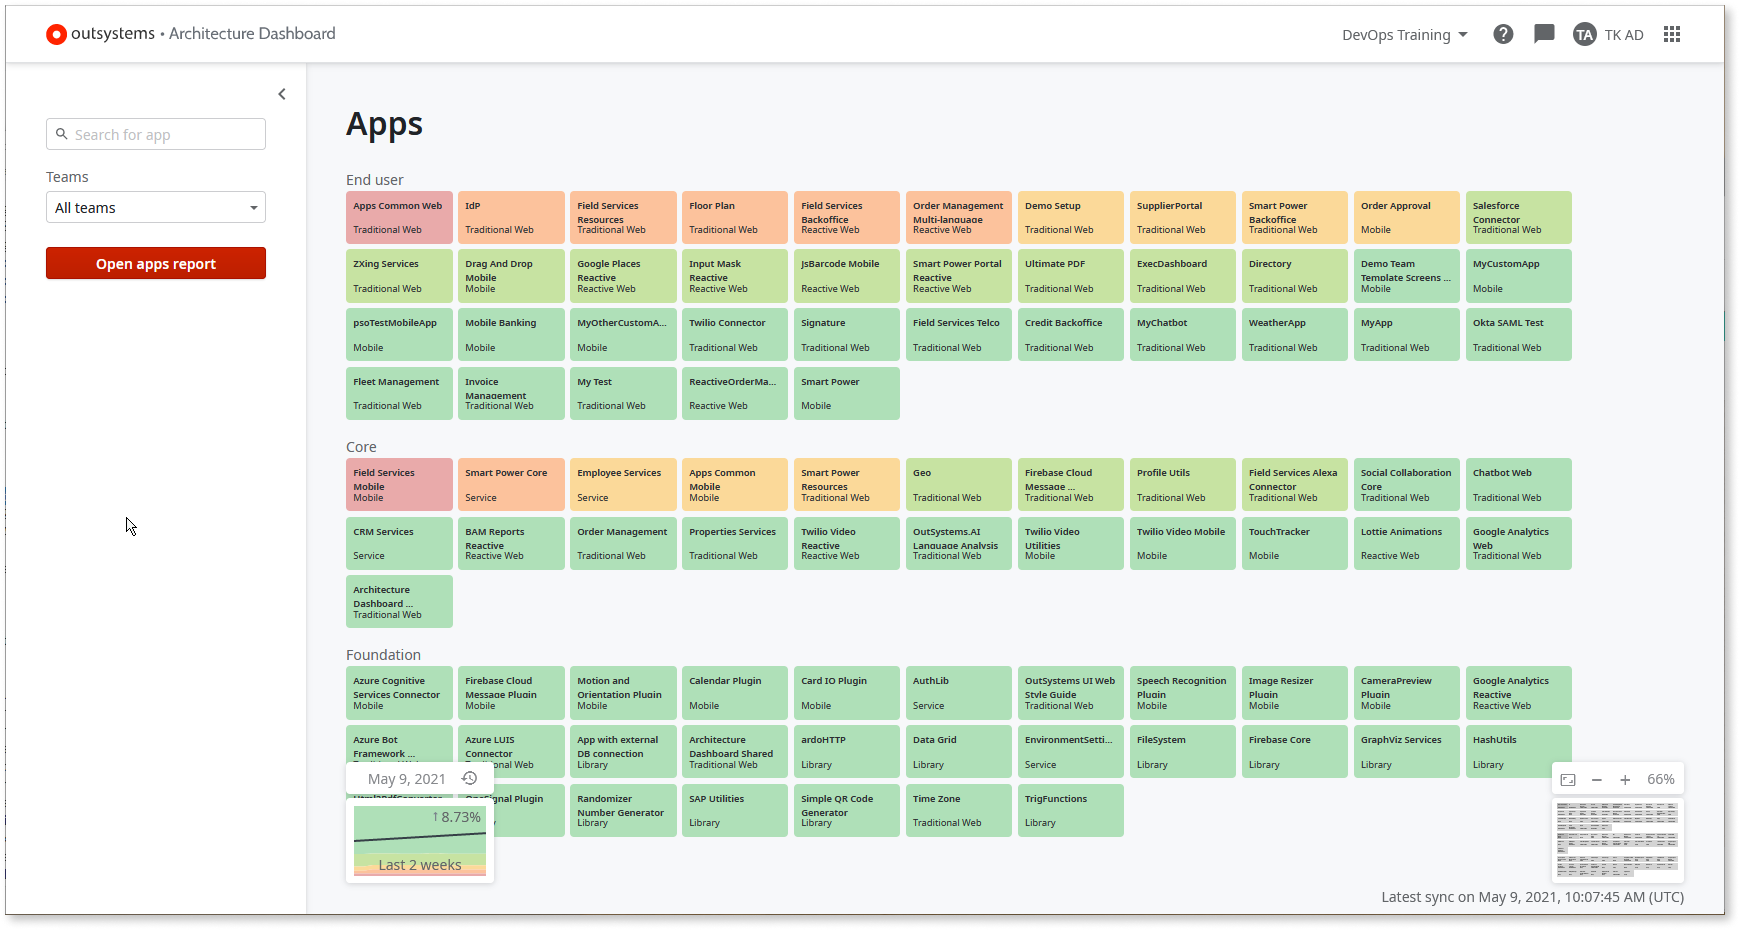 outsystems • Architecture Dashboard
DevOps Training
TA
TK AD
Search for app
Teams
All teams
Open apps report
Apps
End user
Apps Common Web
Traditional Web
IdP
Traditional Web
Field Services
Resources
Traditional Web
Floor Plan
Traditional Web
Field Services
Backoffice
Reactive Web
Order Management
Multi-language
Reactive Web
Demo Setup
Traditional Web
SupplierPortal
Traditional Web
Smart Power
Backoffice
Traditional Web
Order Approval
Mobile
Salesforce
Connector
Traditional Web
ZXing Services
Traditional Web
Drag And Drop
Mobile
Mobile
Google Places
Reactive
Reactive Web
Input Mask
Reactive
Reactive Web
JsBarcode Mobile
Reactive Web
Smart Power Portal
Reactive
Reactive Web
Ultimate PDF
Traditional Web
ExecDashboard
Traditional Web
Directory
Traditional Web
Demo Team
Template Screens ...
Mobile
MyCustomApp
Mobile
psoTestMobileApp
Mobile
Mobile Banking
Mobile
MyOtherCustomA...
Mobile
Twilio Connector
Traditional Web
Signature
Traditional Web
Field Services Telco
Traditional Web
Credit Backoffice
Traditional Web
MyChatbot
Traditional Web
WeatherApp
Traditional Web
MyApp
Traditional Web
Okta SAML Test
Traditional Web
Fleet Management
Traditional Web
Invoice
Management
Traditional Web
My Test
Traditional Web
ReactiveOrderMa...
Reactive Web
Smart Power
Mobile
Core
Field Services
Mobile
Mobile
Smart Power Core
Service
Employee Services
Service
Apps Common
Mobile
Mobile
Smart Power
Resources
Traditional Web
Geo
Traditional Web
Firebase Cloud
Message ...
Traditional Web
Profile Utils
Traditional Web
Field Services Alexa
Connector
Traditional Web
Social Collaboration
Core
Traditional Web
Chatbot Web
Traditional Web
CRM Services
Service
BAM Reports
Reactive
Reactive Web
Order Management
Traditional Web
Properties Services
Traditional Web
Twilio Video
Reactive
Reactive Web
OutSystems.AI
Language Analysis
Traditional Web
Twilio Video
Utilities
Mobile
Twilio Video Mobile
Mobile
TouchTracker
Mobile
Lottie Animations
Reactive Web
Google Analytics
Web
Traditional Web
Architecture
Dashboard ...
Traditional Web
Foundation
Azure Cognitive
Services Connector
Mobile
Firebase Cloud
Message Plugin
Mobile
Motion and
Orientation Plugin
Mobile
Calendar Plugin
Mobile
Card IO Plugin
Mobile
AuthLib
Service
OutSystems UI Web
Style Guide
Traditional Web
Speech Recognition
Plugin
Mobile
Image Resizer
Plugin
Mobile
CameraPreview
Plugin
Mobile
Google Analytics
Reactive
Reactive Web
Azure Bot
Framework ...
Azure LUIS
Connector
App with external
DB connection
Library
Architecture
Dashboard Shared
Traditional Web
ardoHTTP
Library
Data Grid
Library
EnvironmentSetti...
Service
FileSystem
Library
Firebase Core
Library
GraphViz Services
Library
HashUtils
Library
Randomizer
Number Generator
Library
SAP Utilities
Library
Simple QR Code
Generator
Library
Time Zone
Traditional Web
TrigFunctions
Library
May 9, 2021
↑8.73%
Last 2 weeks
66%
Latest sync on May 9, 2021, 10:07:45 AM (UTC)